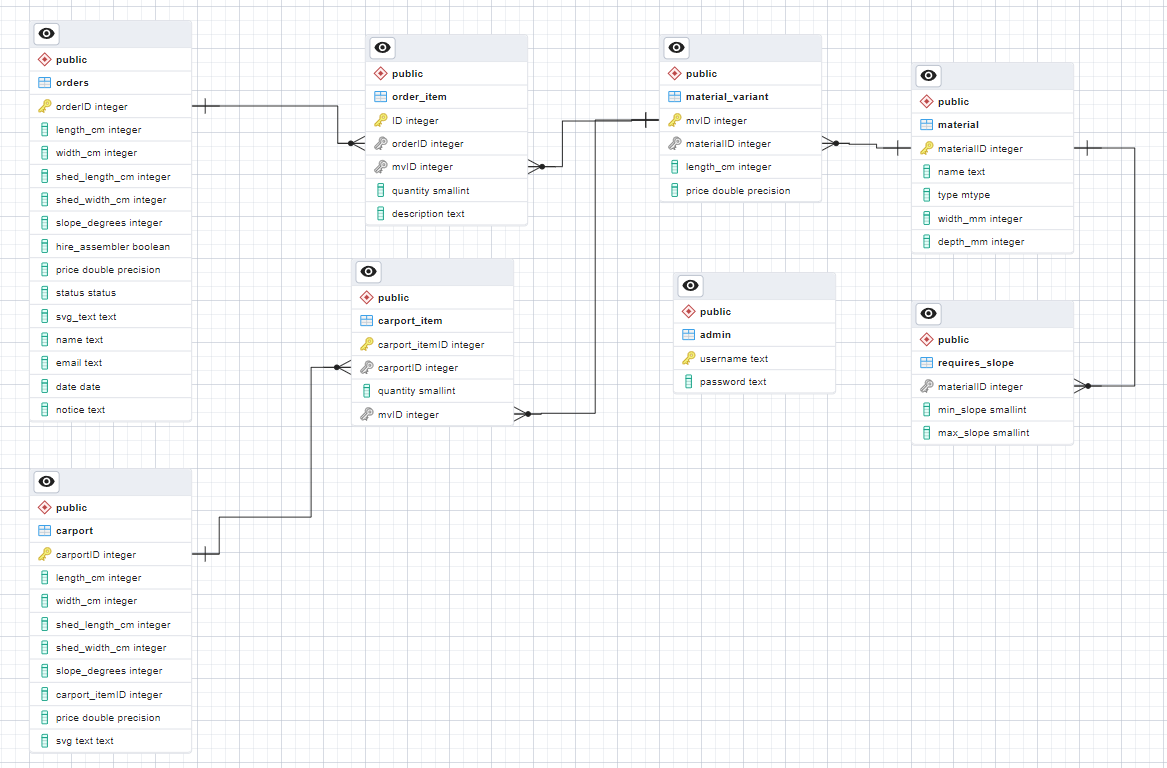 public
orders
orderID integer
length_cm integer
width_cm integer
shed_length_cm integer
shed_width_cm integer
slope_degrees integer
hire_assembler boolean
price double precision
status status
svg_text text
name text
email text
date date
notice text
public
order_item
ID integer
orderID integer
mvID integer
quantity smallint
description text
public
material_variant
mvID integer
materialID integer
length_cm integer
price double precision
public
material
materialID integer
name text
type mtype
width_mm integer
depth_mm integer
public
carport_item
carport_itemID integer
carportID integer
quantity smallint
mvID integer
public
admin
username text
password text
public
requires_slope
materialID integer
min_slope smallint
max_slope smallint
public
carport
carportID integer
length_cm integer
width_cm integer
shed_length_cm integer
shed_width_cm integer
slope_degrees integer
carport_itemID integer
price double precision
svg text text